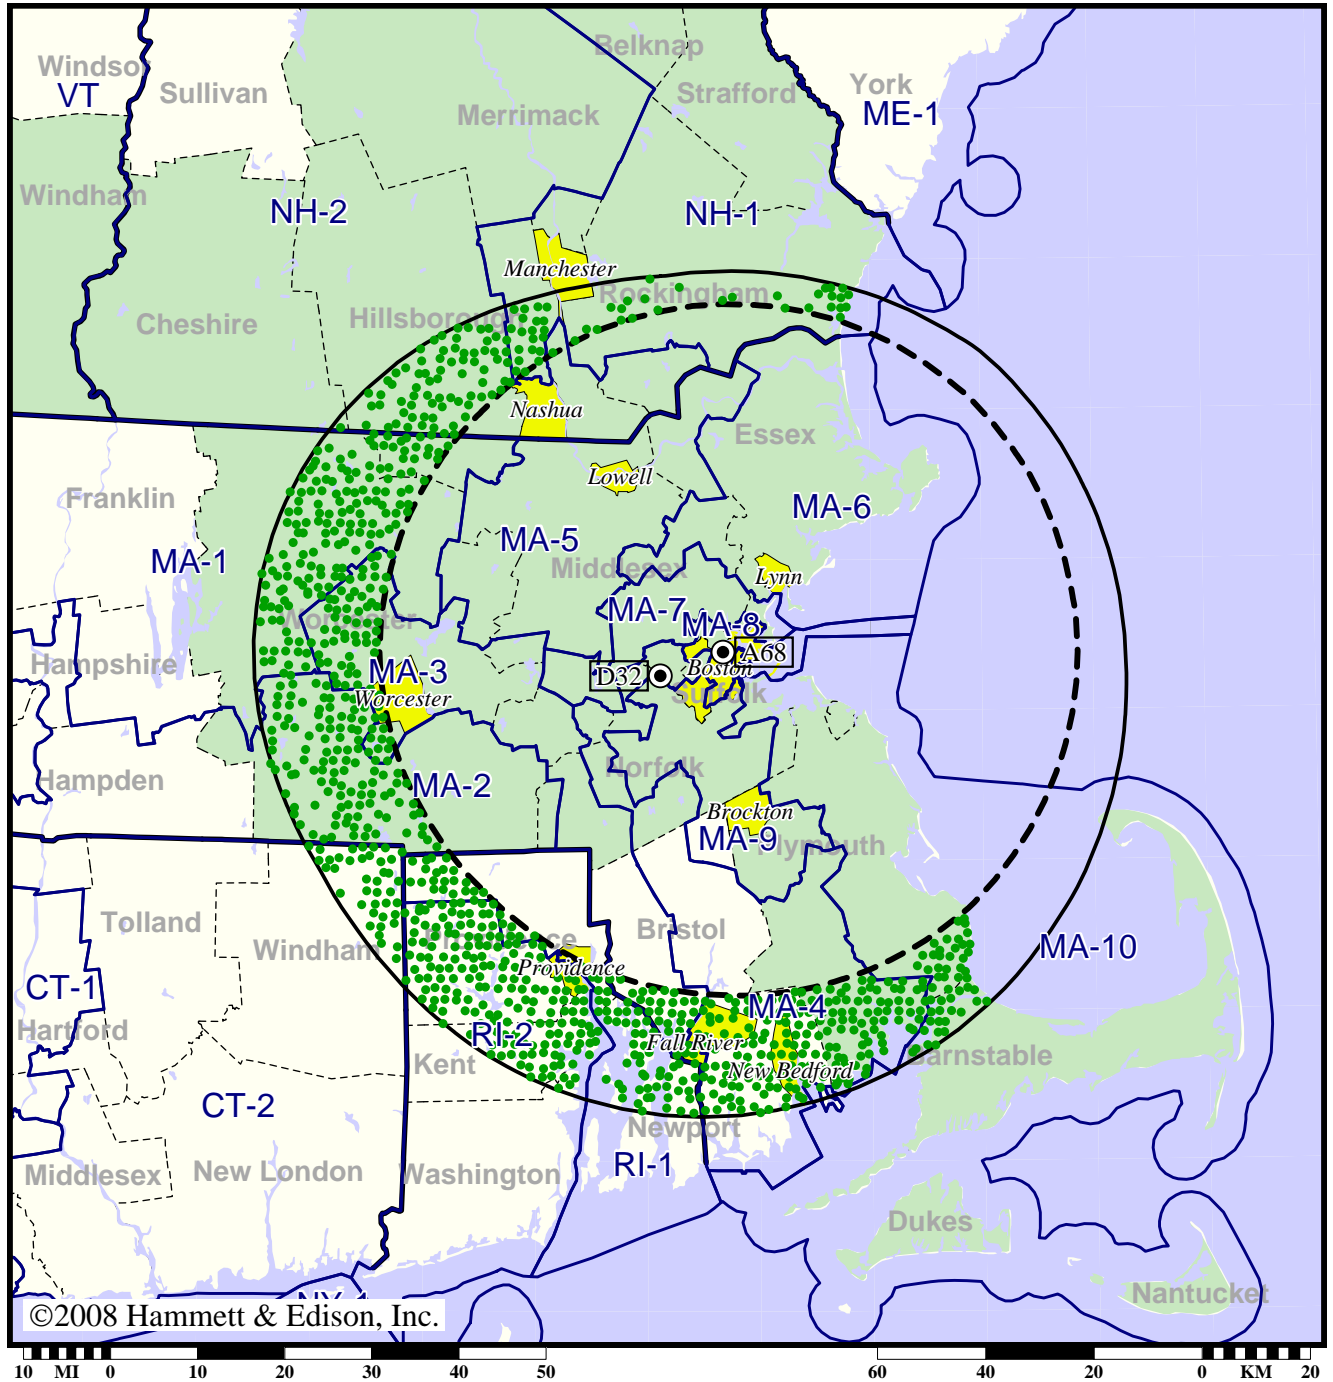 Belknap
Windsor
VT
Sullivan
Strafford
York
ME-1
Merrimack
Windham
NH-2
NH-1
Manchester
Rockingham
Cheshire
Hillsborough
Nashua
Essex
Lowell
Franklin
MA-6
MA-5
MA-1
Middlesex
Lynn
MA-7
Worcester
MA-8
Hampshire
MA-3
D32
A68
Boston
Worcester
Suffolk
Norfolk
Hampden
MA-2
Brockton
MA-9
Plymouth
Tolland
Bristol
Windham
Providence
MA-10
Providence
CT-1
MA-4
Hartford
RI-2
Fall River
Kent
Barnstable
New Bedford
CT-2
Newport
Middlesex
New London
Washington
RI-1
Dukes
Nantucket
NY-1
©2008 Hammett & Edison, Inc.
10 MI 0 10 20 30 40 50 60 40 20 0 KM 20